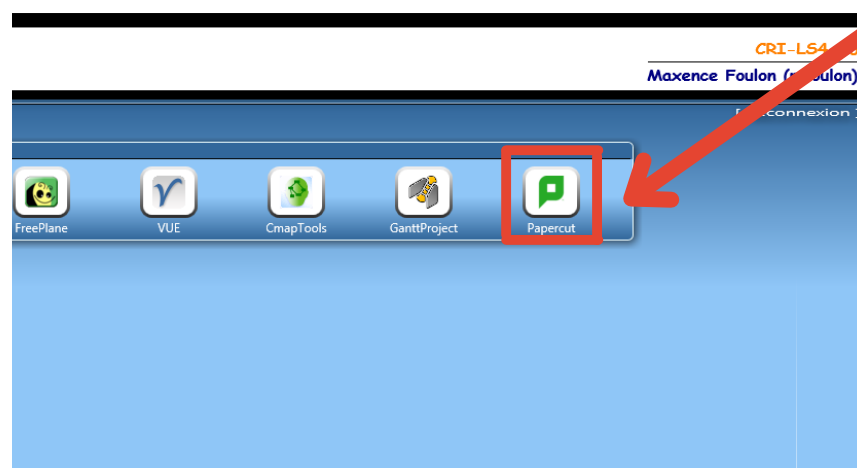 CRI-LS4
Maxence Foulon
FreePlane
VUE
CmapTools
GanttProject
Papercut